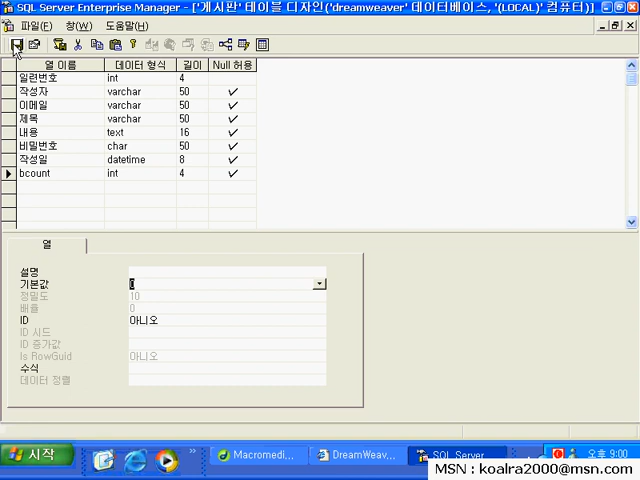 SQL Server Enterprise Manager - ['게시판' 테이블 디자인('dreamweaver' 데이터베이스, '(LOCAL)' 컴퓨터)]
파일(F) 창(W) 도움말(H)
열 이름 데이터 형식 길이 Null 허용
일련번호 int 4
작성자 varchar 50
이메일 varchar 50
제목 varchar 50
내용 text 16
비밀번호 char 50
작성일 datetime 8
bcount int 4
열
설명
기본값 0
정밀도 10
배율 0
ID 아니오
ID 시드
ID 증가값
Is RowGuid 아니오
수식
데이터 정렬
시작 Macromedi... DreamWeav... SQL Server 오후 9:00
MSN : koalra2000@msn.com